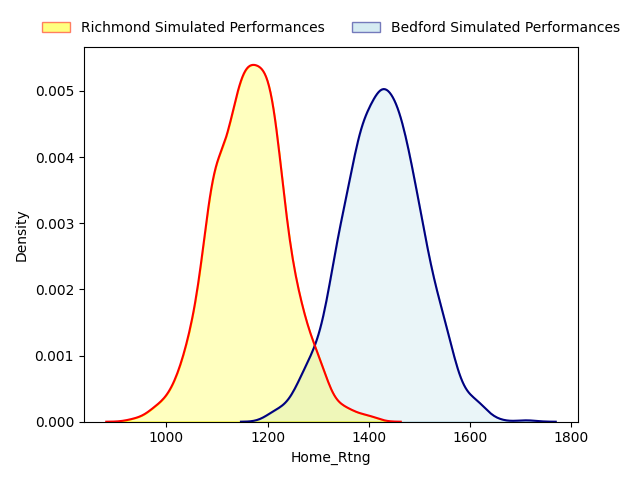 Richmond Simulated Performances
Bedford Simulated Performances
0.005
0.004
0.003
0.002
0.001
0.000
Density
1000
1200
1400
1600
1800
Home_Rtng